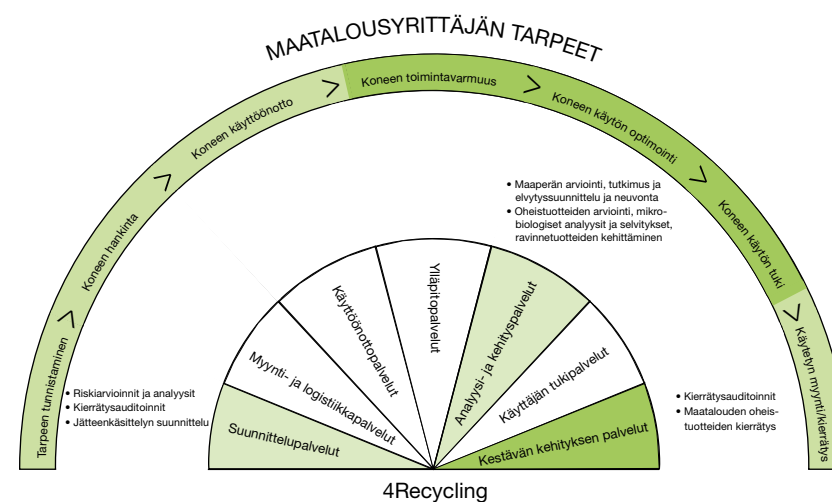 MAATALOUSYRITTÄJÄN TARPEET
Tarpeen tunnistaminen
Koneen hankinta
Koneen käyttöönotto
Koneen toimintavarmuus
Koneen käytön optimointi
Koneen käytön tuki
Käytetyn myynti/kierrätys
• Maaperän arviointi, tutkimus ja
elvytyssuunnittelu ja neuvonta
• Oheistuotteiden arviointi, mikro-
biologiset analyysit ja selvitykset,
ravinnetuotteiden kehittäminen
• Riskiarvioinnit ja analyysit
• Kierrätysauditoinnit
• Jätteenkäsittelyn suunnittelu
• Kierrätysauditoinnit
• Maatalouden oheis-
tuotteiden kierrätys
Suunnittelupalvelut
Myynti- ja logistiikkapalvelut
Käyttöönottopalvelut
Ylläpitopalvelut
Analyysi- ja kehityspalvelut
Käyttäjän tukipalvelut
Kestävän kehityksen palvelut
4Recycling